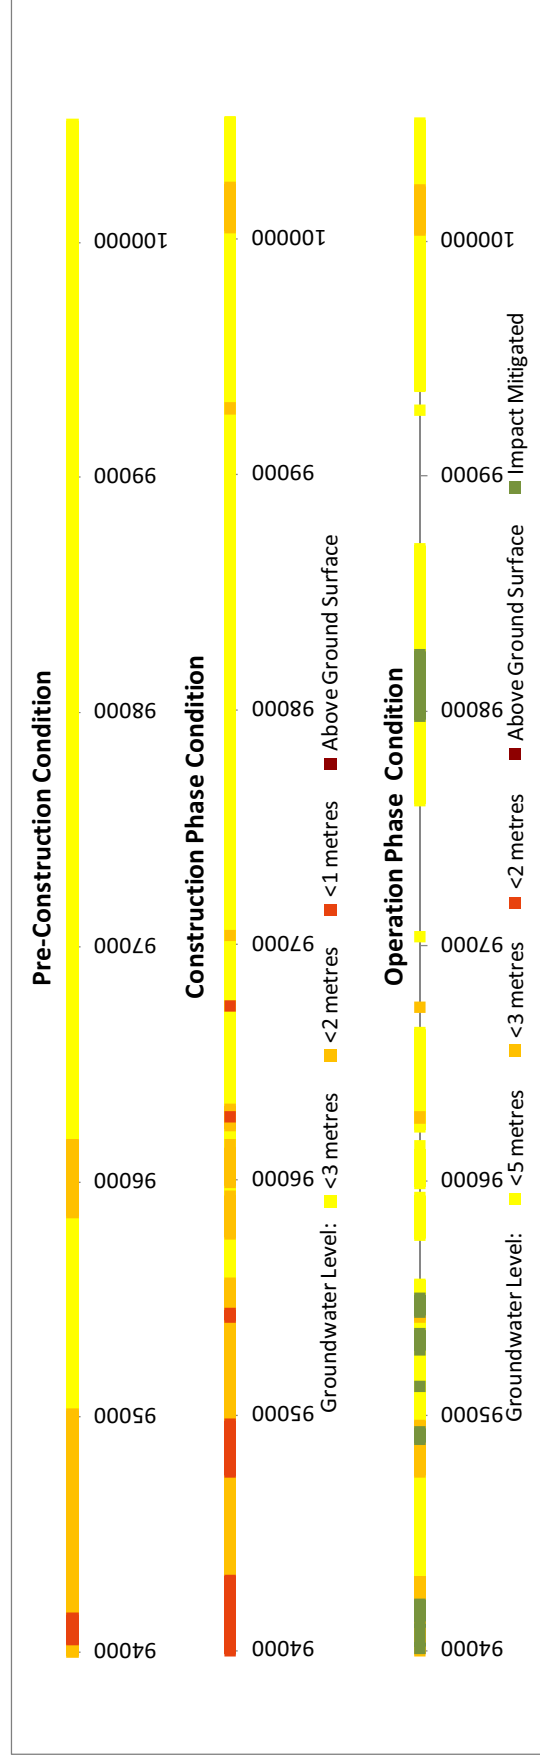 Pre-Construction Condition
94000 95000 96000 97000 98000 99000 100000
Construction Phase Condition
94000 95000 96000 97000 98000 99000 100000
Groundwater Level: <3 metres <2 metres <1 metres Above Ground Surface
Operation Phase Condition
94000 95000 96000 97000 98000 99000 100000
Groundwater Level: <5 metres <3 metres <2 metres Above Ground Surface Impact Mitigated